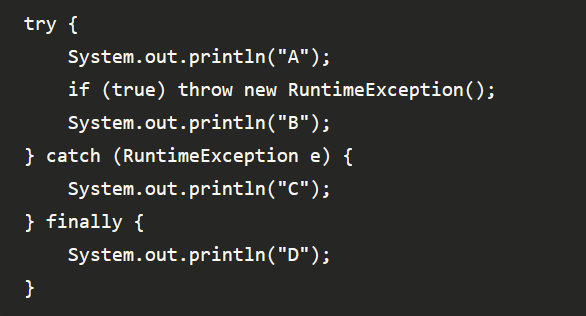 try {
    System.out.println("A");
    if (true) throw new RuntimeException();
    System.out.println("B");
} catch (RuntimeException e) {
    System.out.println("C");
} finally {
    System.out.println("D");
}